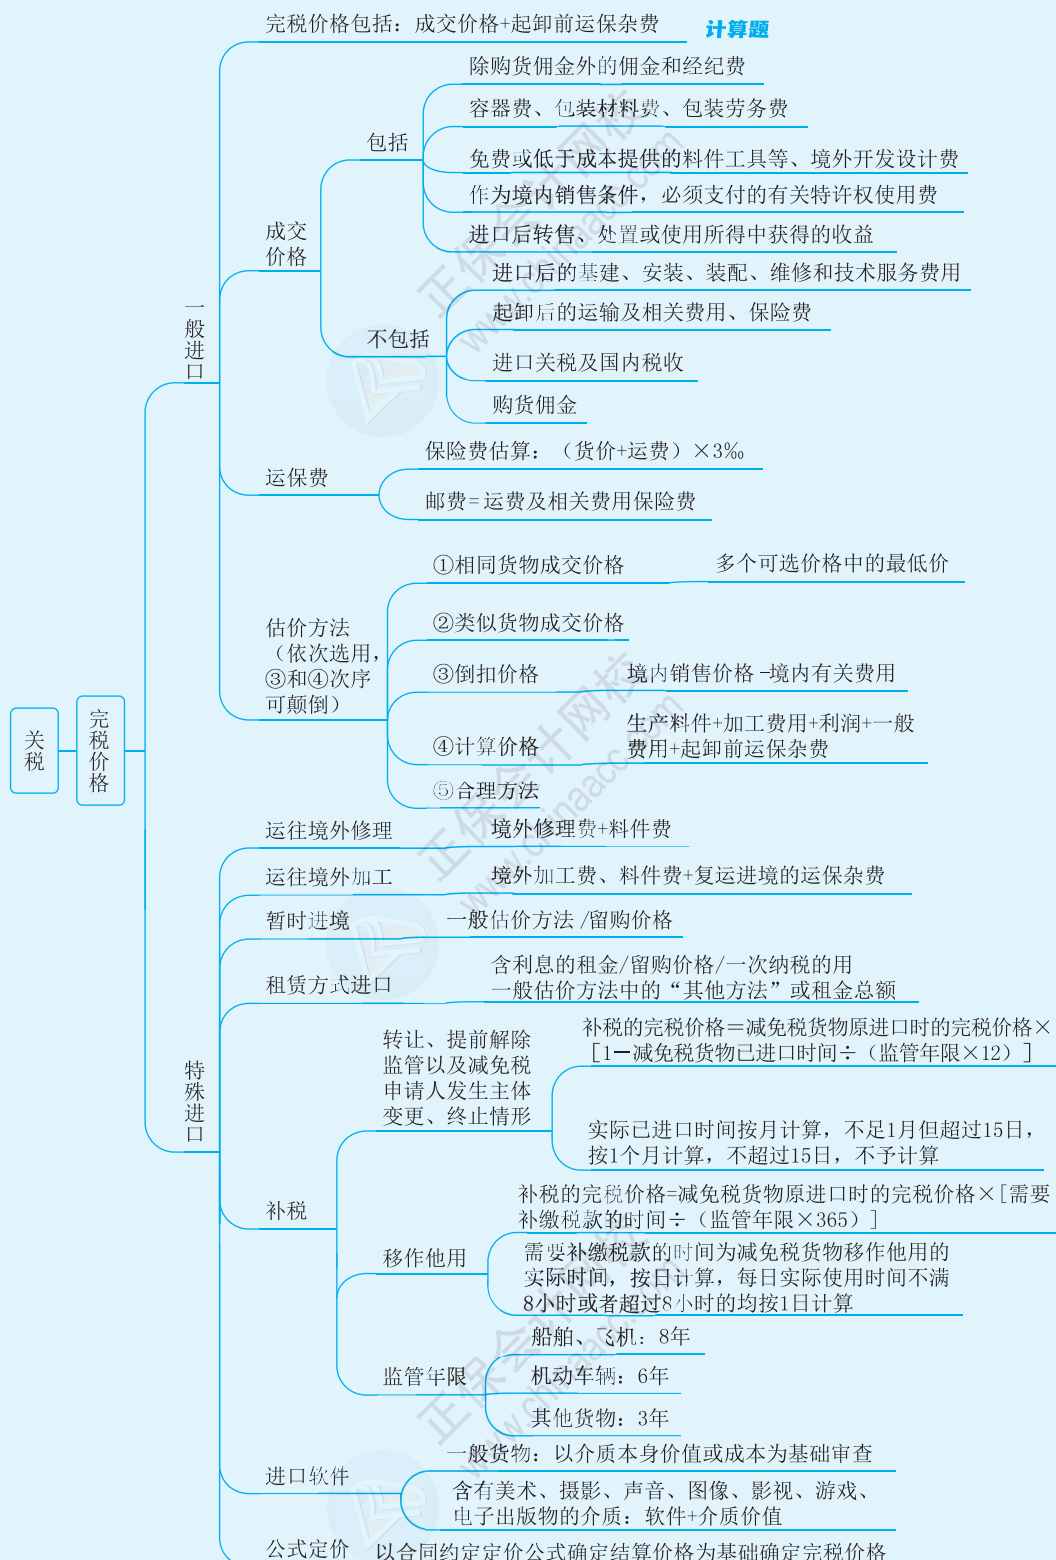 完税价格包括：成交价格+起卸前运保杂费
计算题
除购货佣金外的佣金和经纪费
容器费、包装材料费、包装劳务费
包括
免费或低于成本提供的料件工具等、境外开发设计费
作为境内销售条件，必须支付的有关特许权使用费
进口后转售、处置或使用所得中获得的收益
成交
价格
进口后的基建、安装、装配、维修和技术服务费用
起卸后的运输及相关费用、保险费
不包括
进口关税及国内税收
购货佣金
一般进口
保险费估算：（货价+运费）×3‰
运保费
邮费=运费及相关费用保险费
①相同货物成交价格
多个可选价格中的最低价
②类似货物成交价格
估价方法
（依次选用，
③和④次序
可颠倒）
③倒扣价格
境内销售价格-境内有关费用
④计算价格
生产料件+加工费用+利润+一般
费用+起卸前运保杂费
⑤合理方法
关税
完税价格
运往境外修理
境外修理费+料件费
运往境外加工
境外加工费、料件费+复运进境的运保杂费
暂时进境
一般估价方法/留购价格
租赁方式进口
含利息的租金/留购价格/一次纳税的用
一般估价方法中的“其他方法”或租金总额
特殊进口
转让、提前解除
监管以及减免税
申请人发生主体
变更、终止情形
补税的完税价格＝减免税货物原进口时的完税价格×
［1－减免税货物已进口时间÷（监管年限×12）］
实际已进口时间按月计算，不足1月但超过15日，
按1个月计算，不超过15日，不予计算
补税
补税的完税价格=减免税货物原进口时的完税价格×[需要
补缴税款的时间÷（监管年限×365）]
移作他用
需要补缴税款的时间为减免税货物移作他用的
实际时间，按日计算，每日实际使用时间不满
8小时或者超过8小时的均按1日计算
船舶、飞机：8年
监管年限
机动车辆：6年
其他货物：3年
进口软件
一般货物：以介质本身价值或成本为基础审查
含有美术、摄影、声音、图像、影视、游戏、
电子出版物的介质：软件+介质价值
公式定价
以合同约定定价公式确定结算价格为基础确定完税价格
正保会计网校
www.chinaacc.com
正保会计网校
www.chinaacc.com
正保会计网校
www.chinaacc.com